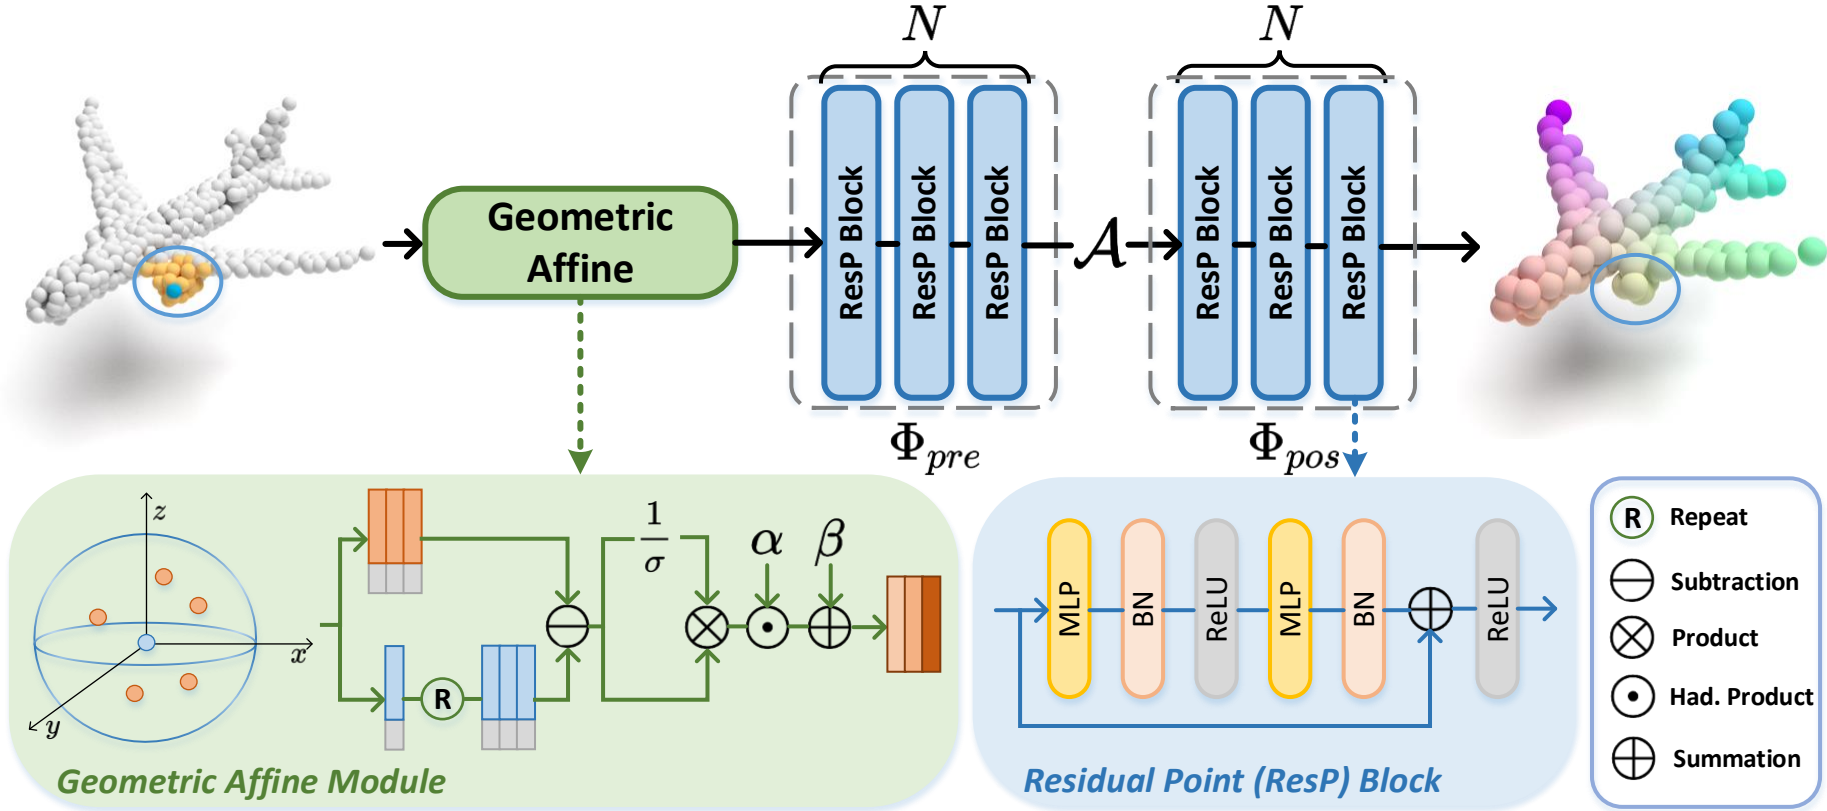 N
N
Geometric
Affine
ResP Block
ResP Block
ResP Block
𝒜
ResP Block
ResP Block
ResP Block
Φpre
Φpos
z
x
y
R
1
σ
α
β
Geometric Affine Module
MLP
BN
ReLU
MLP
BN
ReLU
Residual Point (ResP) Block
R Repeat
Subtraction
Product
Had. Product
Summation